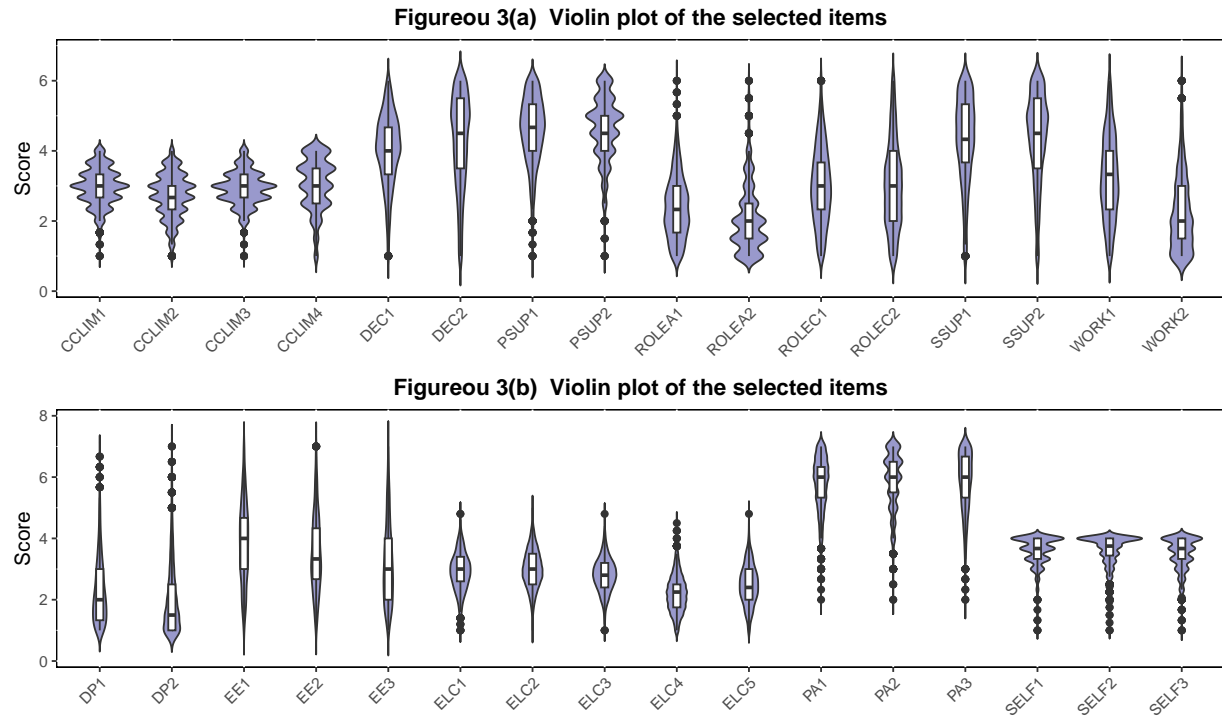 Figureou 3(a)  Violin plot of the selected items
Score
6
4
2
0
CCLIM1 CCLIM2 CCLIM3 CCLIM4 DEC1 DEC2 PSUP1 PSUP2 ROLEA1 ROLEA2 ROLEC1 ROLEC2 SSUP1 SSUP2 WORK1 WORK2
Figureou 3(b)  Violin plot of the selected items
Score
8
6
4
2
0
DP1 DP2 EE1 EE2 EE3 ELC1 ELC2 ELC3 ELC4 ELC5 PA1 PA2 PA3 SELF1 SELF2 SELF3